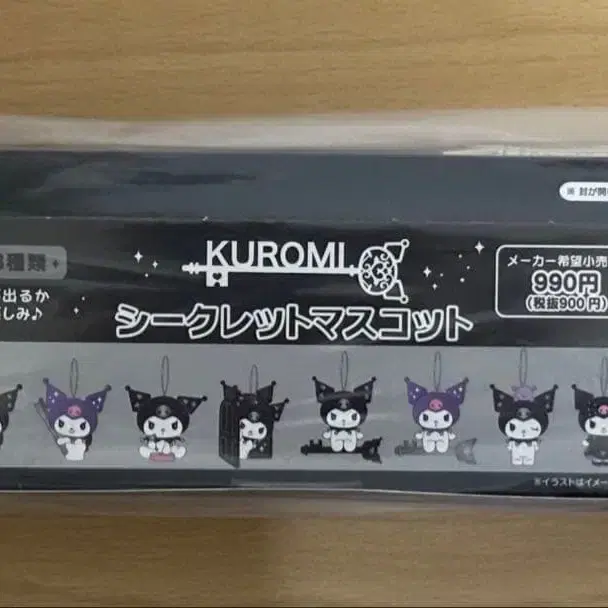 ※ 封が開
種類
KUROMI
出るか
しみ♪
シークレットマスコット
メーカー希望小売
990円
(税抜900円)
※イラストはイメー